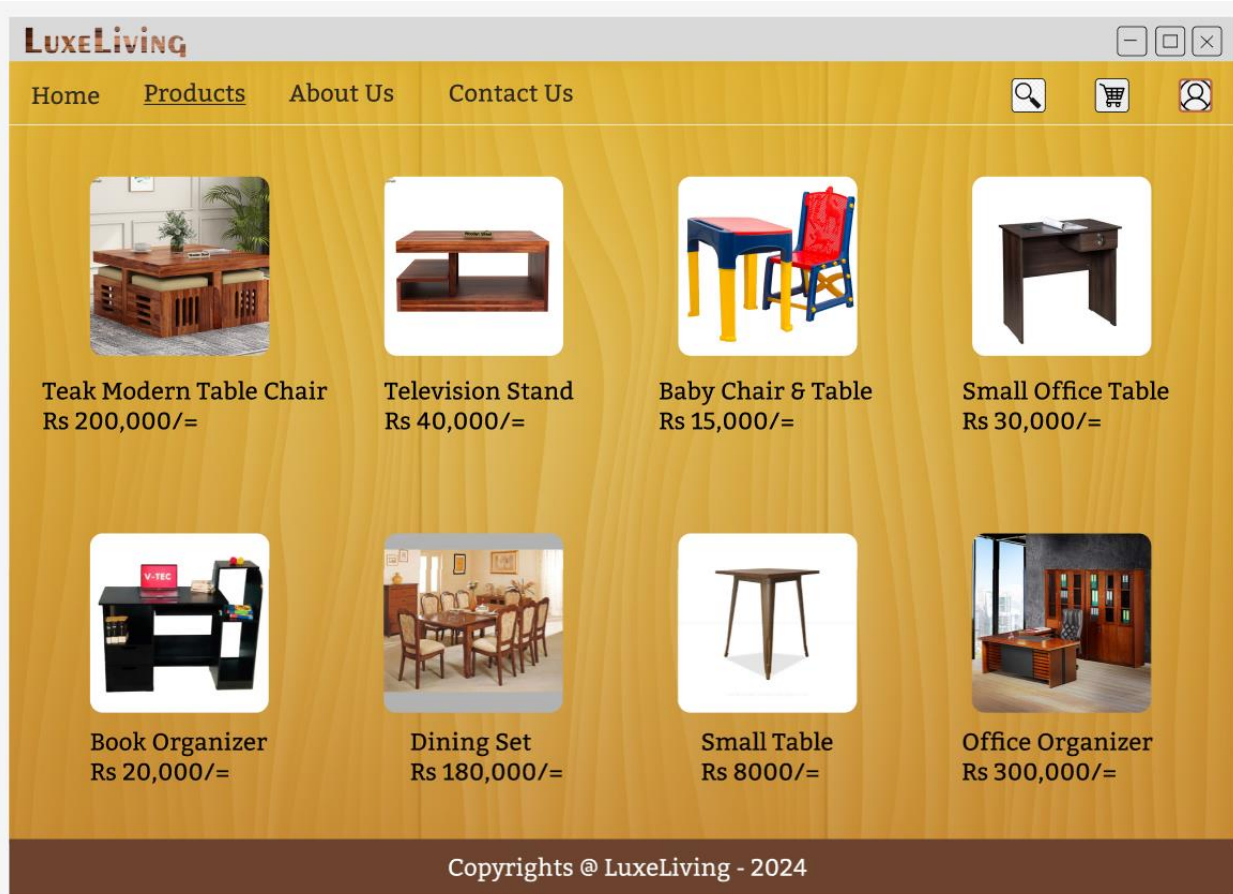 LuxeLiving
Home Products About Us Contact Us
Teak Modern Table Chair
Rs 200,000/=
Television Stand
Rs 40,000/=
Baby Chair & Table
Rs 15,000/=
Small Office Table
Rs 30,000/=
V-TEC
Book Organizer
Rs 20,000/=
Dining Set
Rs 180,000/=
Small Table
Rs 8000/=
Office Organizer
Rs 300,000/=
Copyrights @ LuxeLiving - 2024